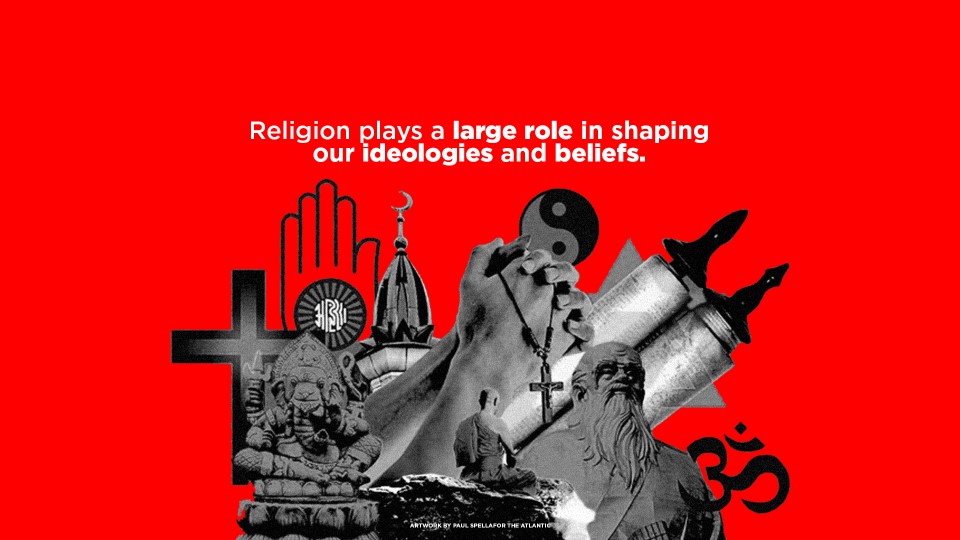 Religion plays a large role in shaping
our ideologies and beliefs.
ARTWORK BY PAUL SPELLAFOR THE ATLANTIC